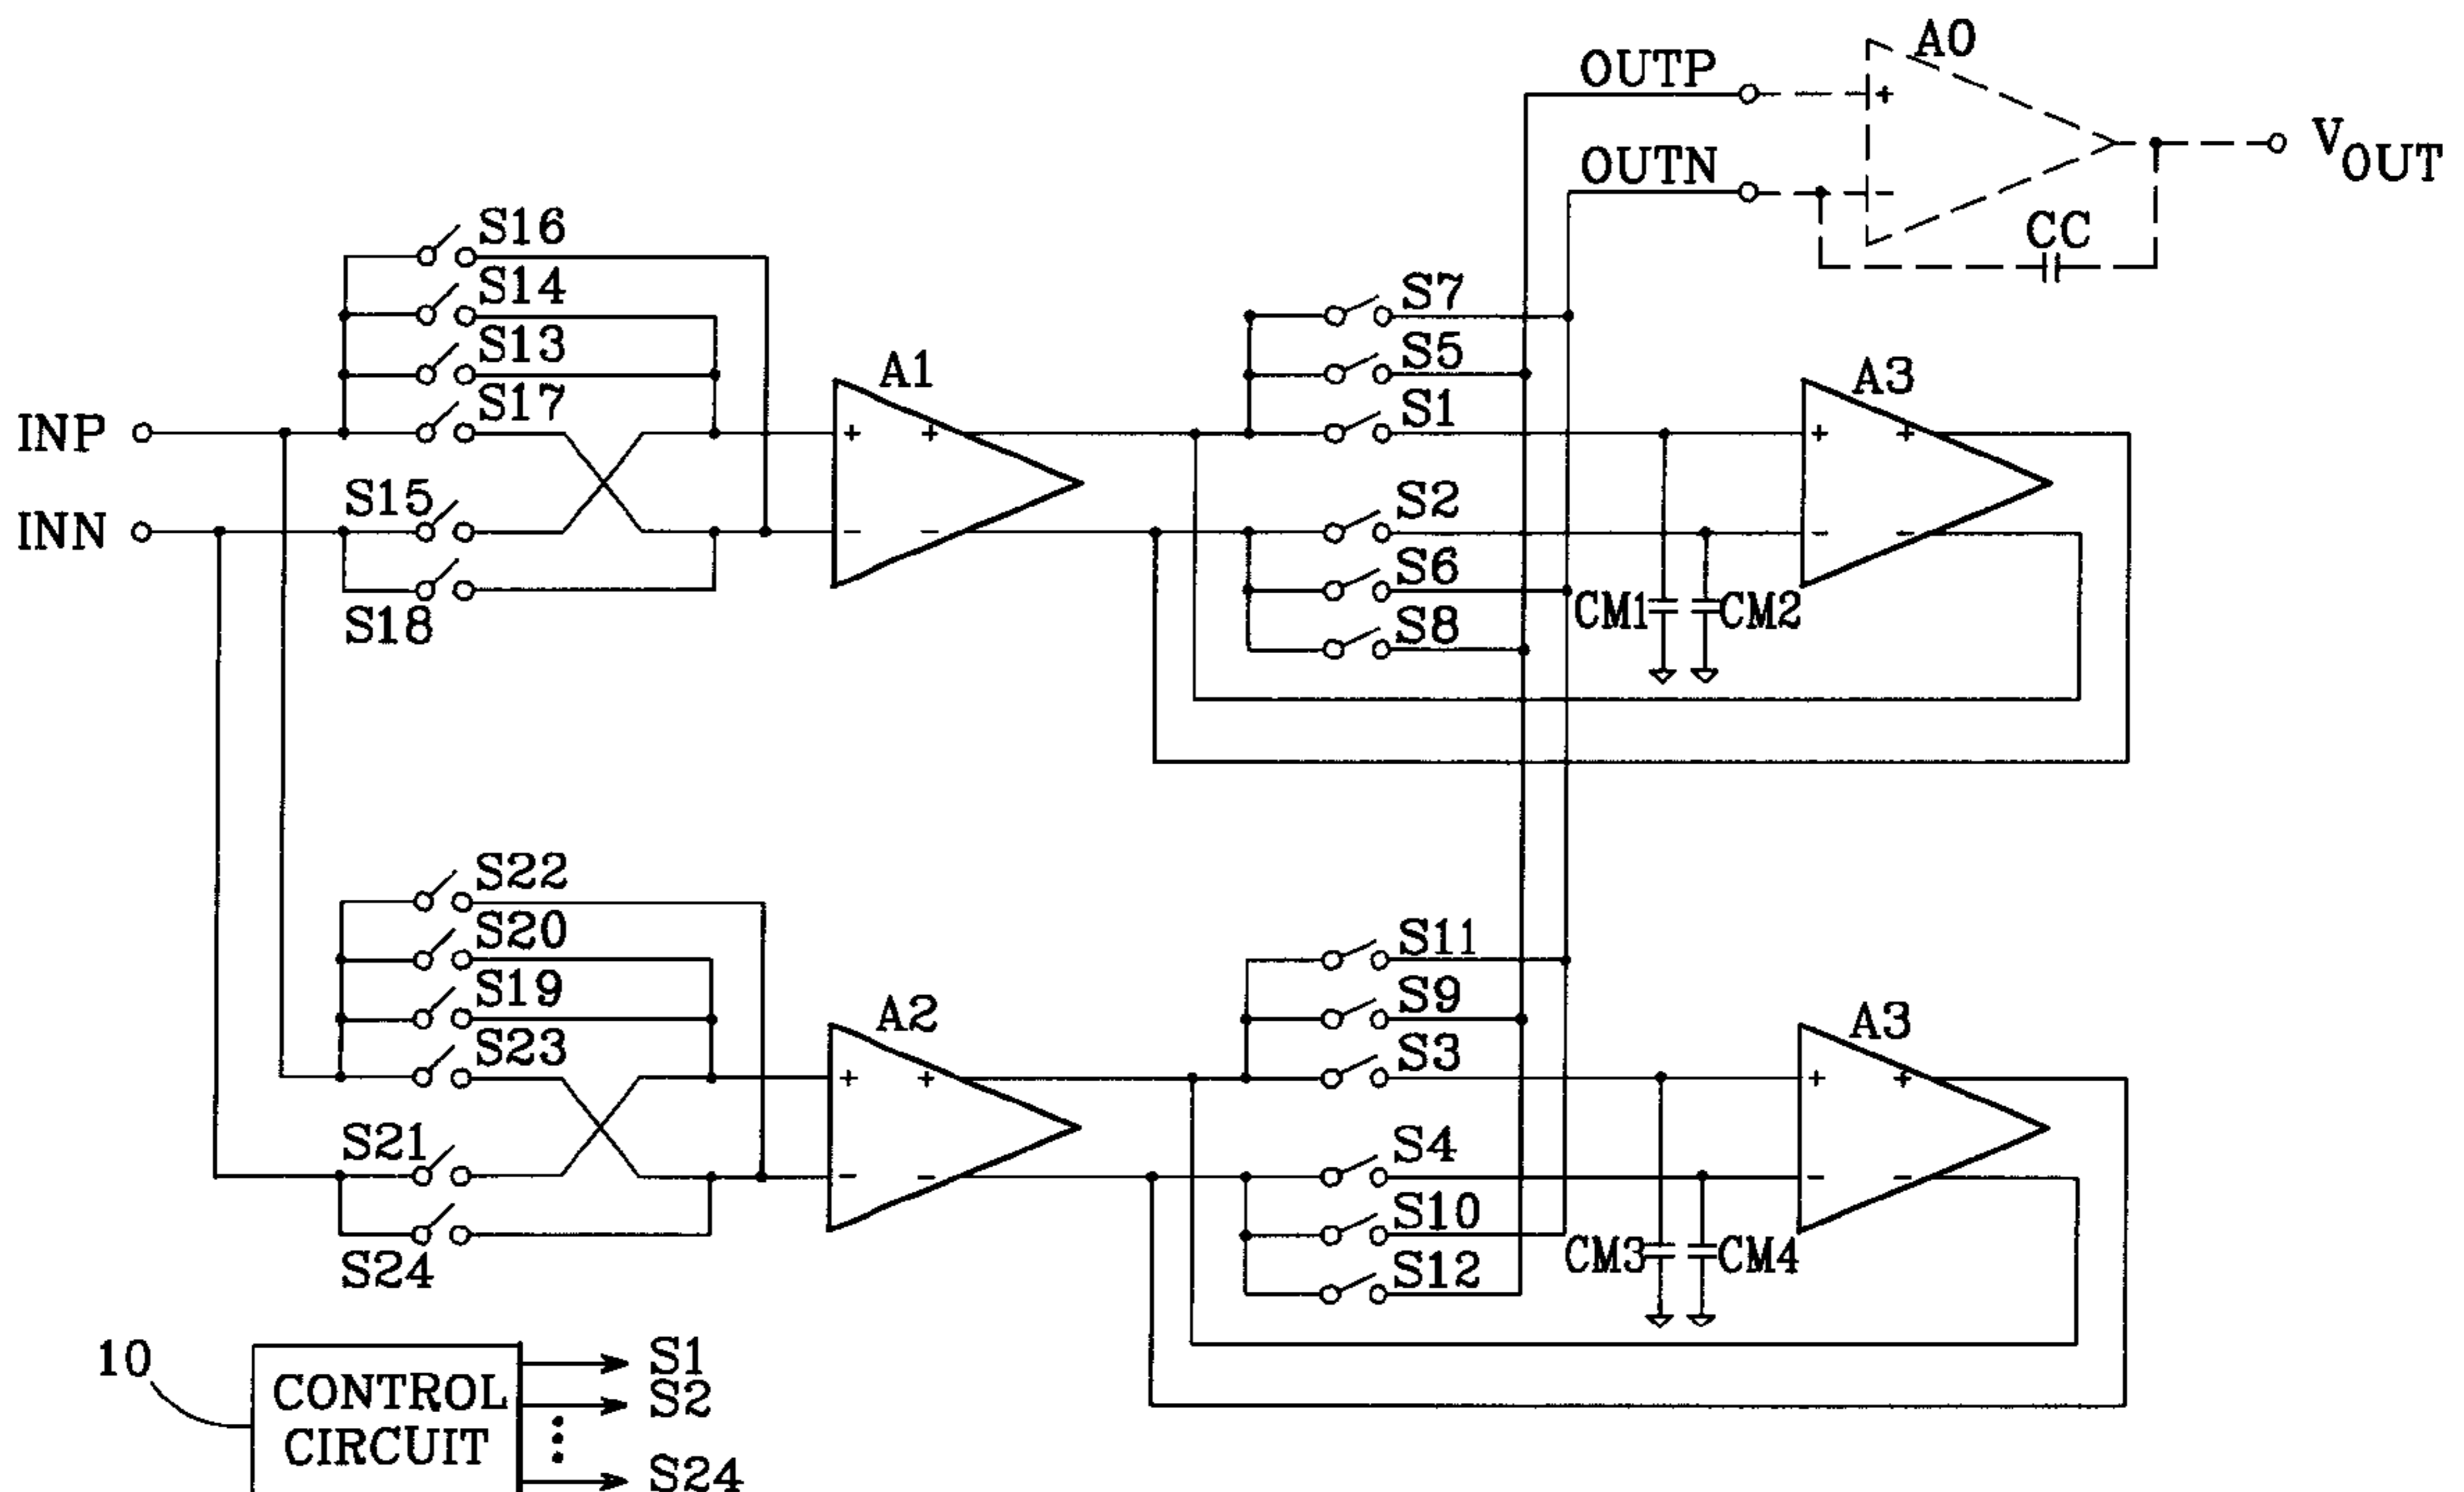 A0
OUTP
+
OUTN
−
V OUT
CC
S16
S14
S13
S17
INP
INN
S15
S18
A1
+ +
− −
S7
S5
S1
S2
S6
S8
A3
+ +
− −
CM1
CM2
S22
S20
S19
S23
S21
S24
A2
+ +
− −
S11
S9
S3
S4
S10
S12
A3
+ +
− −
CM3
CM4
10
CONTROL
CIRCUIT
S1
S2
S24